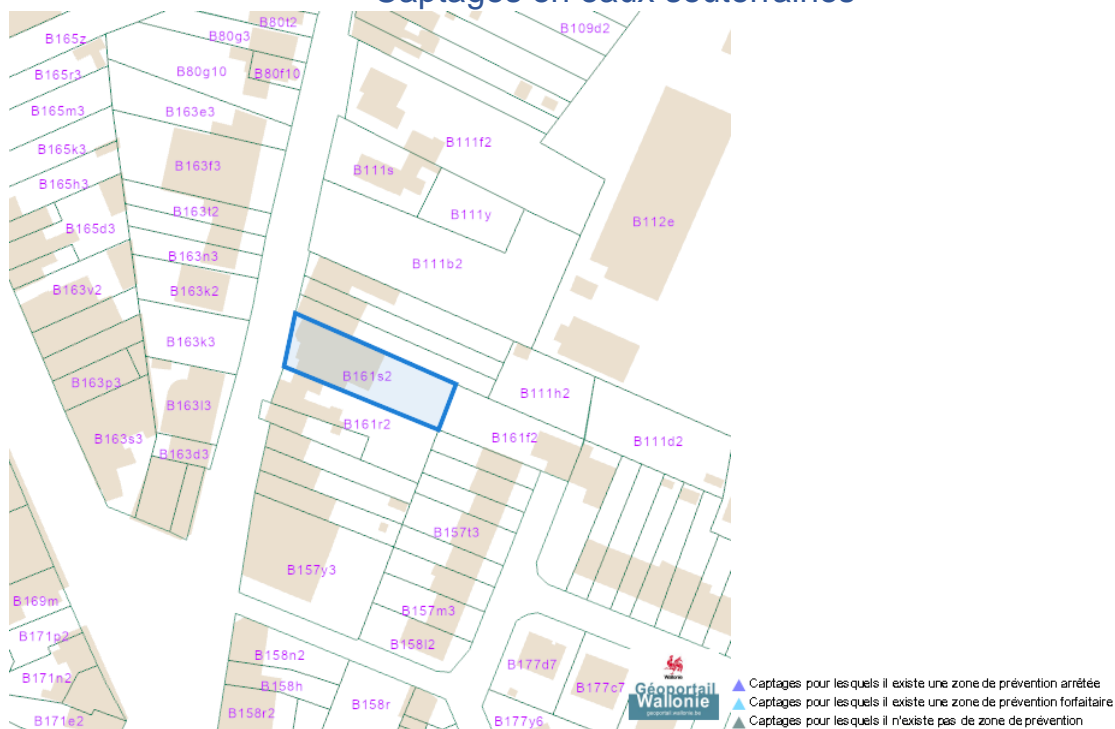 Captages en eaux souterraines
B80t2
B109d2
B165z
B80g3
B165r3
B80g10
B80f10
B165m3
B163e3
B165k3
B111f2
B163f3
B111s
B165h3
B163t2
B111y
B165d3
B112e
B163n3
B111b2
B163v2
B163k2
B163k3
B161s2
B163p3
B111h2
B163l3
B161r2
B163s3
B161f2
B111d2
B163d3
B157t3
B157y3
B169m
B157m3
B171p2
B158l2
B158n2
B177d7
B171n2
B158h
B177c7
B158r
B158r2
B171e2
B177y6
Wallonie
Géoportail
Wallonie
geoportail.wallonie.be
Captages pour lesquels il existe une zone de prévention arrêtée
Captages pour lesquels il existe une zone de prévention forfaitaire
Captages pour lesquels il n'existe pas de zone de prévention